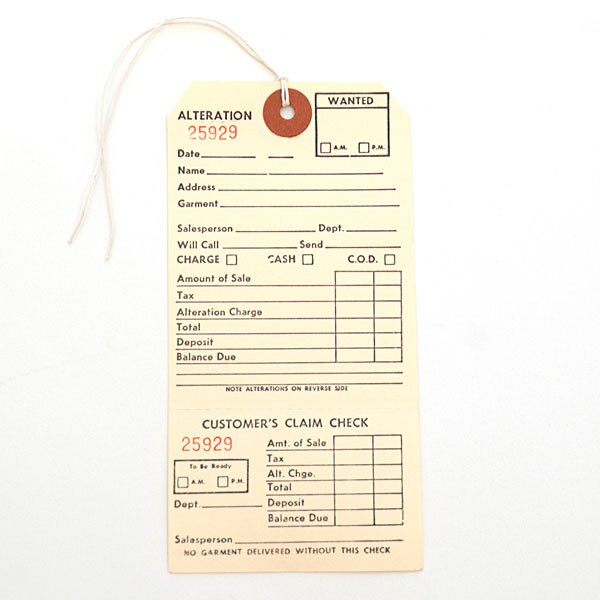 ALTERATION
25929
WANTED
A.M. P.M.
Date
Name
Address
Garment
Salesperson Dept.
Will Call Send
CHARGE CASH C.O.D.
Amount of Sale
Tax
Alteration Charge
Total
Deposit
Balance Due
NOTE ALTERATIONS ON REVERSE SIDE
CUSTOMER'S CLAIM CHECK
25929
To Be Ready
A.M. P.M.
Dept.
Amt. of Sale
Tax
Alt. Chge.
Total
Deposit
Balance Due
Salesperson
NO GARMENT DELIVERED WITHOUT THIS CHECK